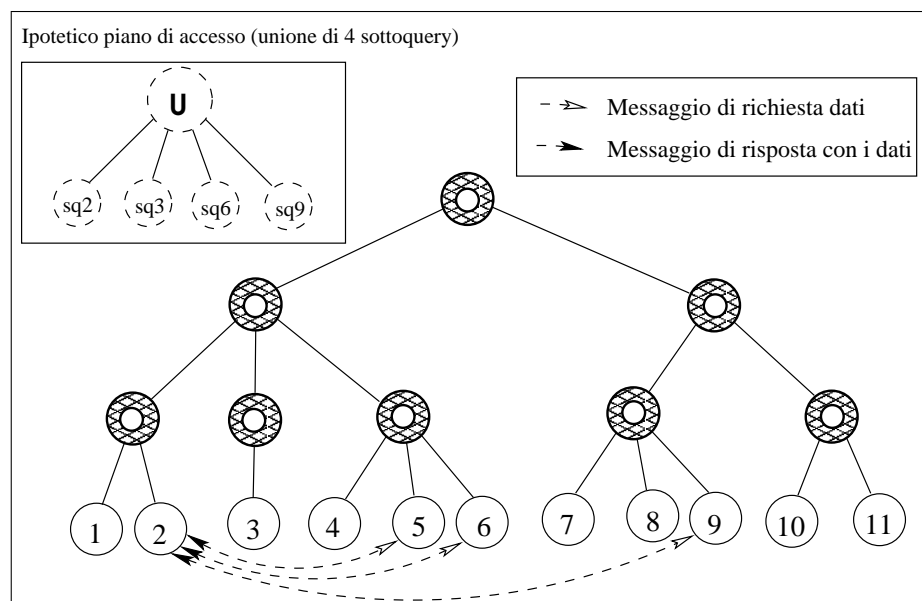 Ipotetico piano di accesso (unione di 4 sottoquery)
U
sq2 sq3 sq6 sq9
Messaggio di richiesta dati
Messaggio di risposta con i dati
1 2 3 4 5 6 7 8 9 10 11